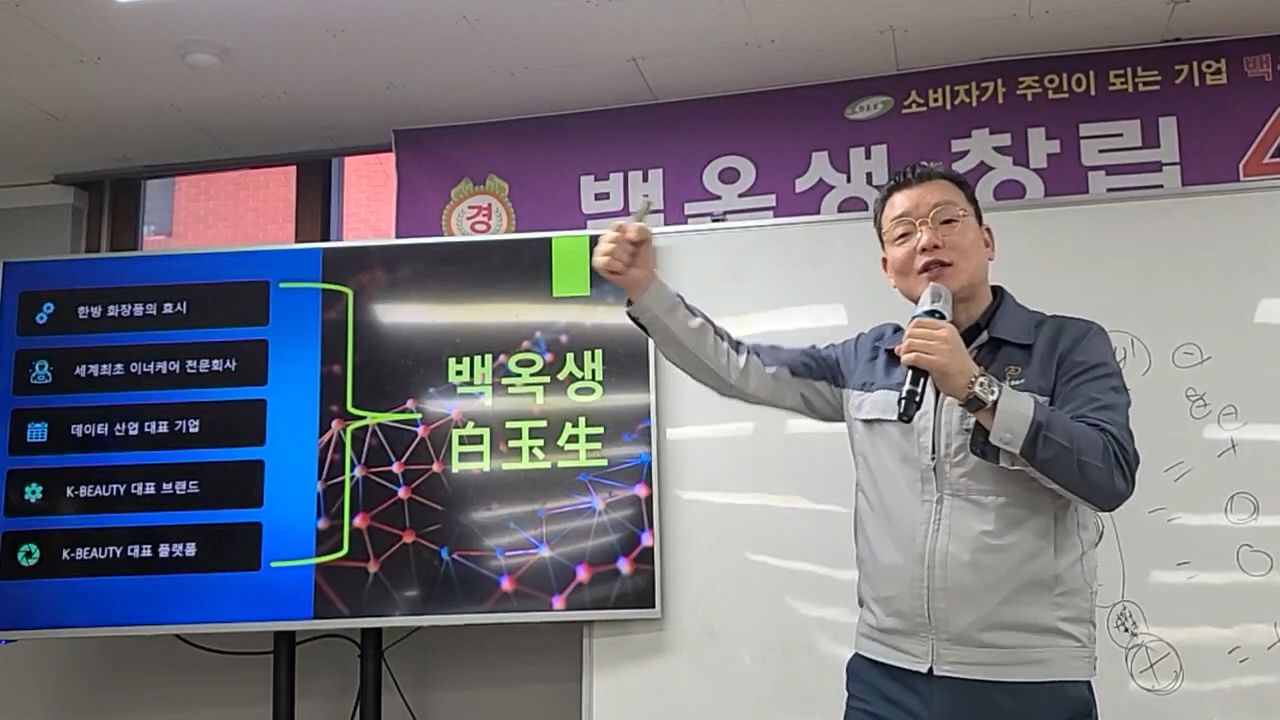 소비자가 주인이 되는 기업 백
백옥생 창립 4
경
한방 화장품의 효시
세계최초 이너케어 전문회사
데이터 산업 대표 기업
K-BEAUTY 대표 브랜드
K-BEAUTY 대표 플랫폼
백옥생
白玉生